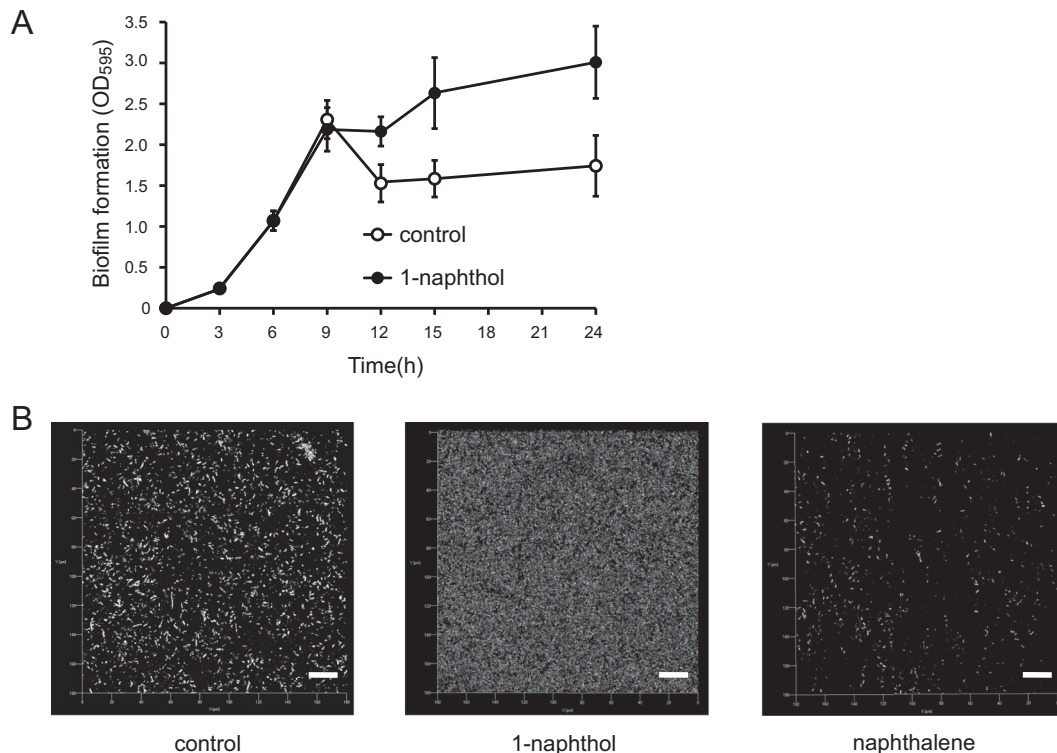 A
Biofilm formation (OD595)
3.5
3.0
2.5
2.0
1.5
1.0
0.5
0
0 3 6 9 12 15 18 21 24
Time(h)
control
1-naphthol
B
control 1-naphthol naphthalene